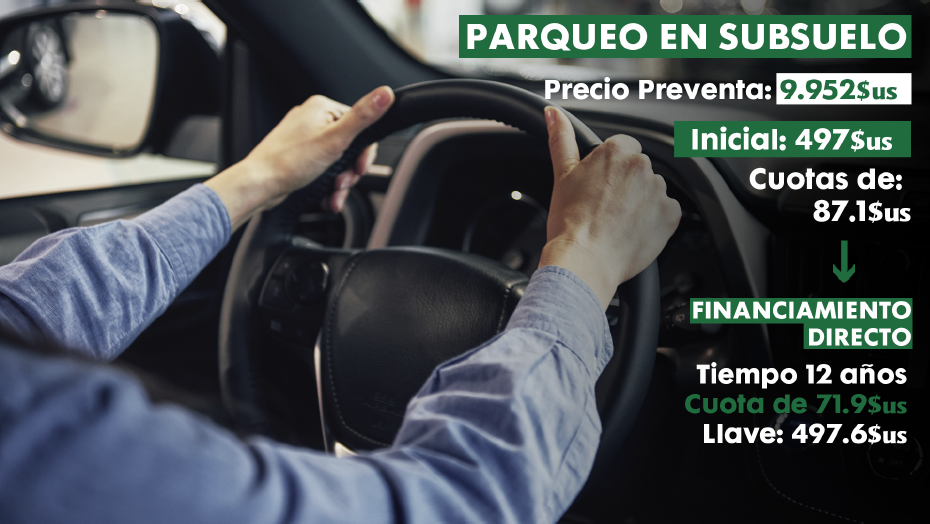 PARQUEO EN SUBSUELO
Precio Preventa: 9.952$us
Inicial: 497$us
Cuotas de:
87.1$us
FINANCIAMIENTO
DIRECTO
Tiempo 12 años
Cuota de 71.9$us
Llave: 497.6$us